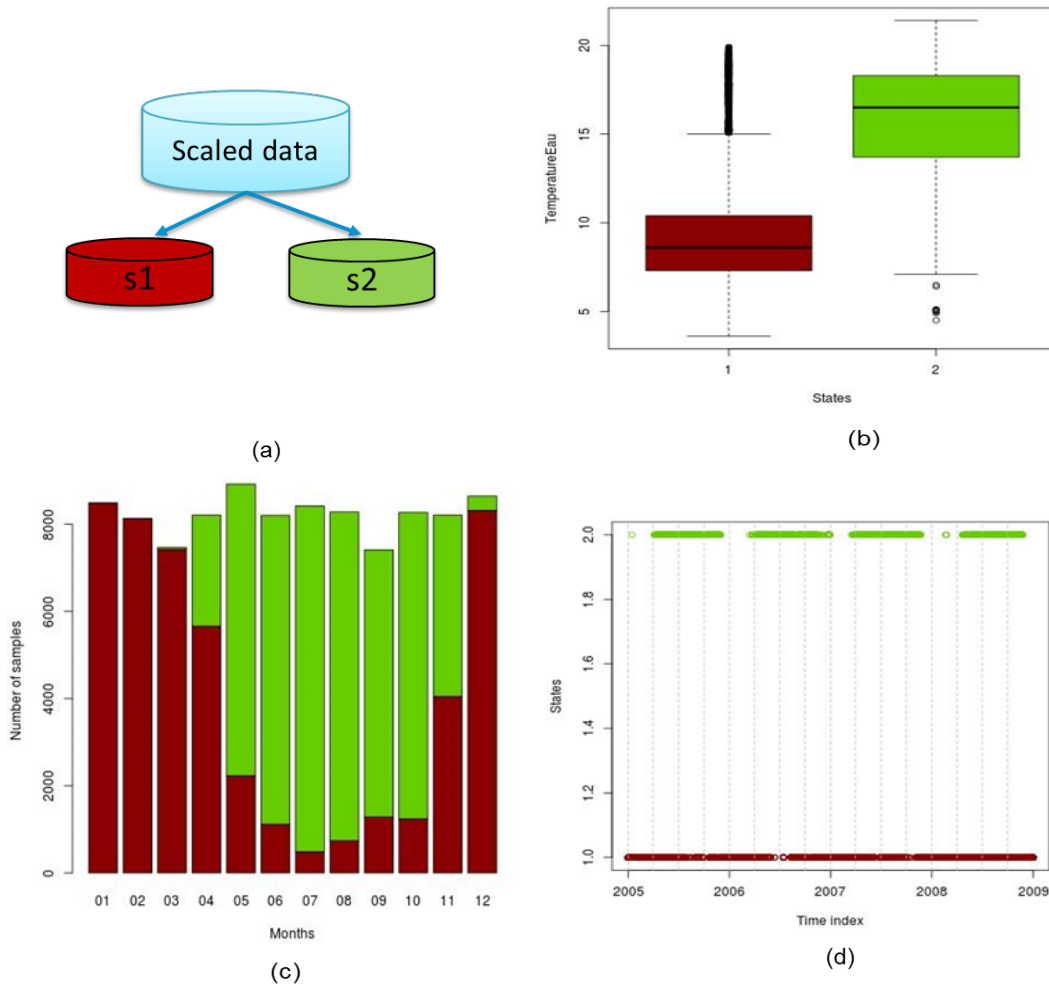 Scaled data
s1
s2
(a)
TemperatureEau
20
15
10
5
1
2
States
(b)
Number of samples
8000
6000
4000
2000
0
01 02 03 04 05 06 07 08 09 10 11 12
Months
(c)
States
2.0
1.8
1.6
1.4
1.2
1.0
2005 2006 2007 2008 2009
Time index
(d)